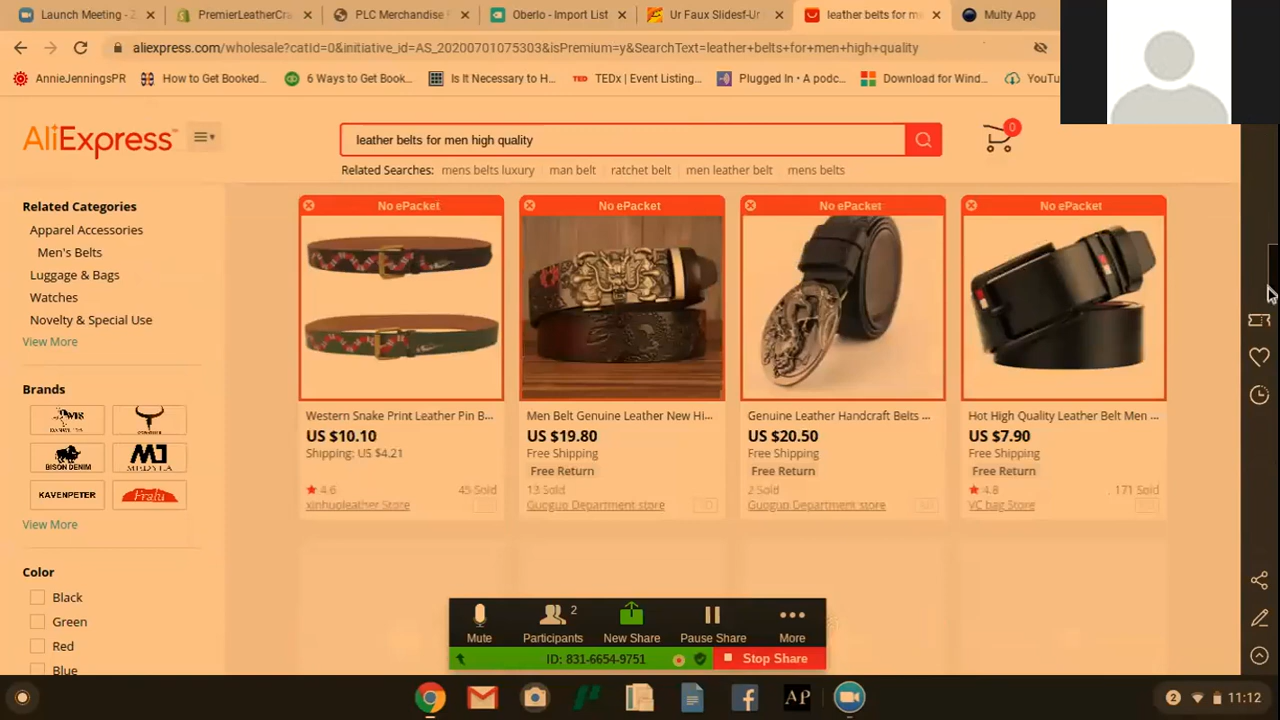 Launch Meeting - Z
PremierLeatherCra
PLC Merchandise
Oberlo - Import List
Ur Faux Slidesf-Ur
leather belts for m
Multy App
aliexpress.com/wholesale?catId=0&initiative_id=AS_20200701075303&isPremium=y&SearchText=leather+belts+for+men+high+quality
AnnieJenningsPR
How to Get Booked...
6 Ways to Get Book...
Is It Necessary to H...
TED
TEDx | Event Listing...
Plugged In • A podc...
Download for Wind...
YouTu
AliExpress
leather belts for men high quality
0
Related Searches: mens belts luxury man belt ratchet belt men leather belt mens belts
Related Categories
Apparel Accessories
Men's Belts
Luggage & Bags
Watches
Novelty & Special Use
View More
Brands
BISON DENIM
KAVENPETER
Fralu
View More
Color
Black
Green
Red
Blue
No ePacket
Western Snake Print Leather Pin B...
US $10.10
Shipping: US $4.21
4.6
45 Sold
xinhuoleather Store
No ePacket
Men Belt Genuine Leather New Hi...
US $19.80
Free Shipping
Free Return
13 Sold
Guogun Department store
No ePacket
Genuine Leather Handcraft Belts ...
US $20.50
Free Shipping
Free Return
2 Sold
Guogun Department store
No ePacket
Hot High Quality Leather Belt Men ...
US $7.90
Free Shipping
Free Return
4.8
171 Sold
VC bag Store
Mute
Participants
2
New Share
Pause Share
More
ID: 831-6654-9751
Stop Share
AP
2
11:12